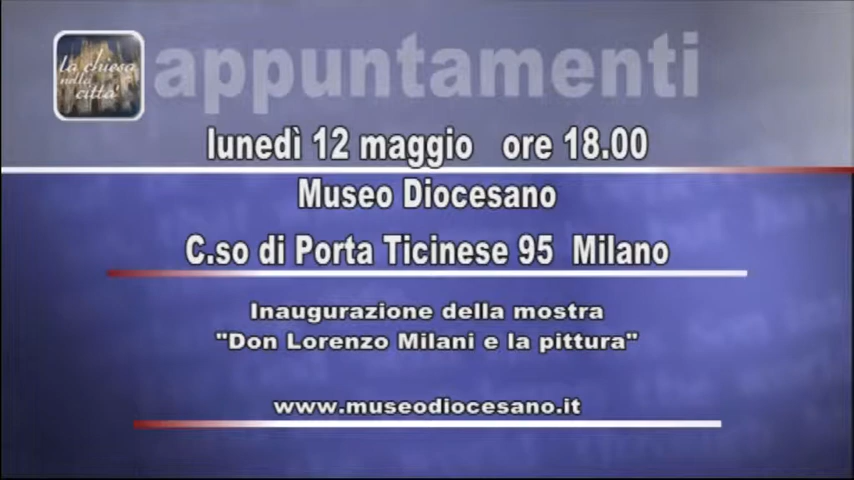 la chiesa
nella
città
appuntamenti
lunedì 12 maggio ore 18.00
Museo Diocesano
C.so di Porta Ticinese 95 Milano
Inaugurazione della mostra
"Don Lorenzo Milani e la pittura"
www.museodiocesano.it